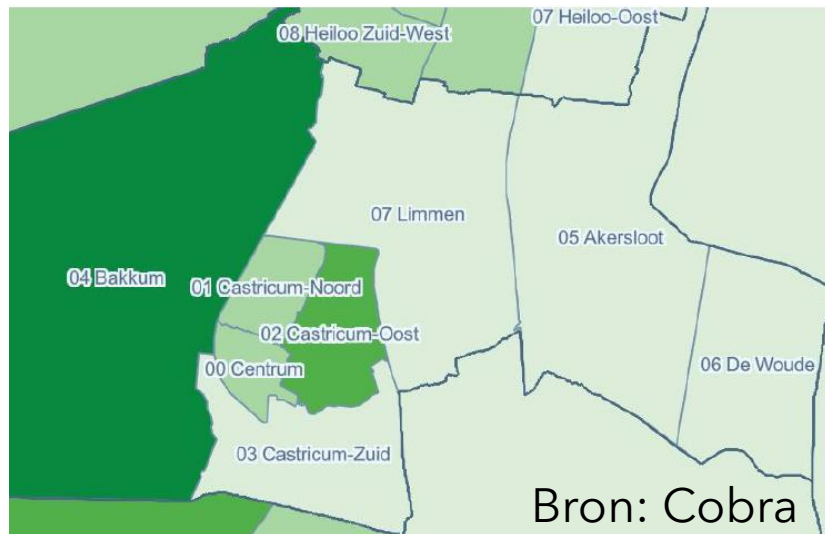 07 Heiloo-Oost
08 Heiloo Zuid-West
07 Limmen
05 Akersloot
04 Bakkum
01 Castricum-Noord
02 Castricum-Oost
00 Centrum
06 De Woude
03 Castricum-Zuid
Bron: Cobra